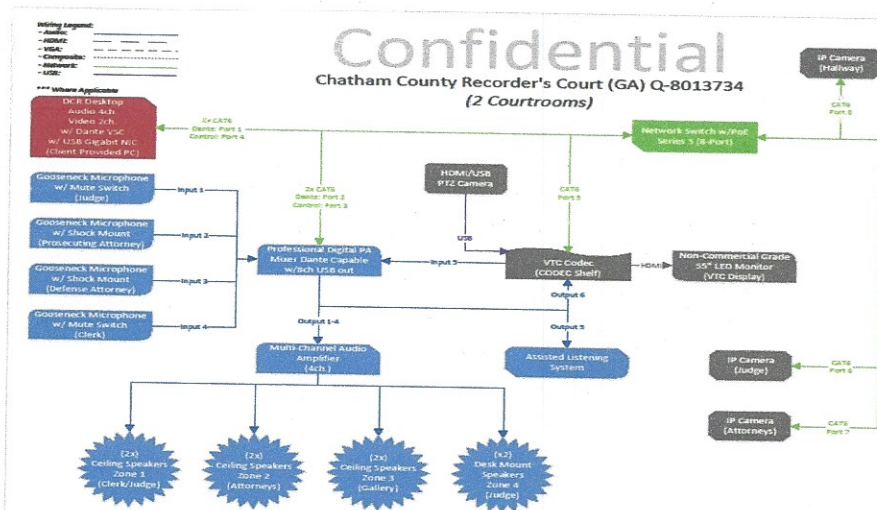 Wiring Legend:
- Audio:
- HDMI:
- VGA:
- Composite:
- Network:
- USB:
*** Where Applicable
Confidential
Chatham County Recorder's Court (GA) Q-8013734
(2 Courtrooms)
IP Camera
(Hallway)
CAT6
Port 8
DCR Desktop
Audio 4ch.
Video 2ch.
w/ Dante VSC
w/ USB Gigabit NIC
(Client Provided PC)
2x CAT6
Dante: Port 1
Control: Port 4
Network Switch w/PoE
Series 3 (8-Port)
Gooseneck Microphone
w/ Mute Switch
(Judge)
Input 1
2x CAT6
Dante: Port 2
Control: Port 3
HDMI/USB
PTZ Camera
CAT6
Port 5
Gooseneck Microphone
w/ Shock Mount
(Prosecuting Attorney)
Input 2
USB
Professional Digital PA
Mixer Dante Capable
w/8ch USB out
Input 5
VTC Codec
(CODEC Shelf)
HDMI
Non-Commercial Grade
55" LED Monitor
(VTC Display)
Gooseneck Microphone
w/ Shock Mount
(Defense Attorney)
Input 3
Output 6
Gooseneck Microphone
w/ Mute Switch
(Clerk)
Input 4
Output 1-4
Output 5
Multi-Channel Audio
Amplifier
(4ch.)
Assisted Listening
System
IP Camera
(Judge)
CAT6
Port 6
IP Camera
(Attorneys)
CAT6
Port 7
(2x)
Ceiling Speakers
Zone 1
(Clerk/Judge)
(2x)
Ceiling Speakers
Zone 2
(Attorneys)
(2x)
Ceiling Speakers
Zone 3
(Gallery)
(x2)
Desk Mount
Speakers
Zone 4
(Judge)